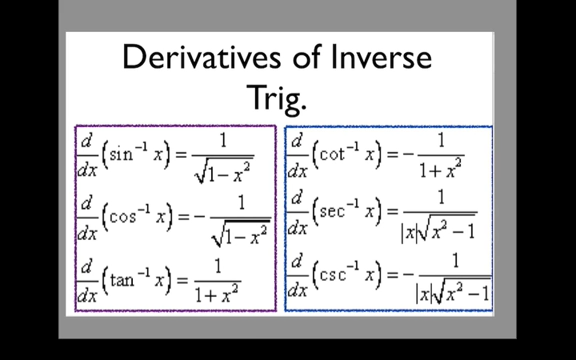 Derivatives of Inverse
Trig.
d/dx (sin⁻¹ x) = 1/√(1−x²)
d/dx (cos⁻¹ x) = −1/√(1−x²)
d/dx (tan⁻¹ x) = 1/(1+x²)
d/dx (cot⁻¹ x) = −1/(1+x²)
d/dx (sec⁻¹ x) = 1/(|x|√(x²−1))
d/dx (csc⁻¹ x) = −1/(|x|√(x²−1))